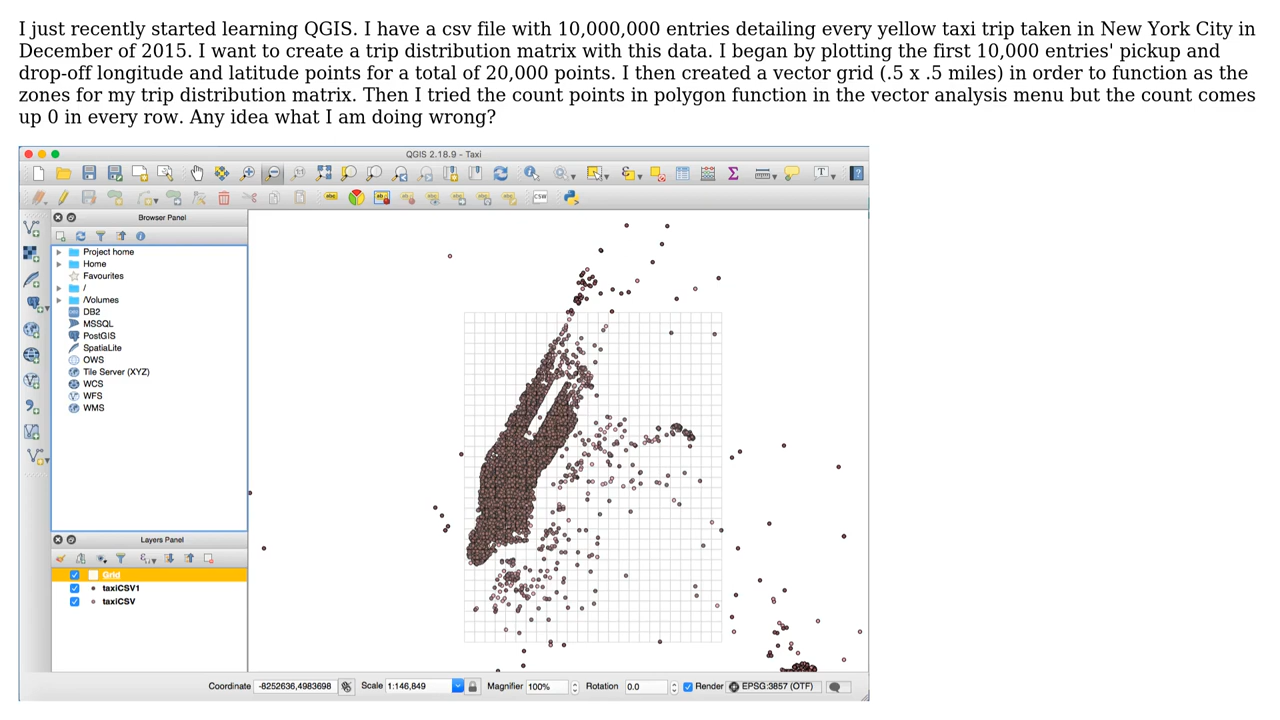 I just recently started learning QGIS. I have a csv file with 10,000,000 entries detailing every yellow taxi trip taken in New York City in
December of 2015. I want to create a trip distribution matrix with this data. I began by plotting the first 10,000 entries' pickup and
drop-off longitude and latitude points for a total of 20,000 points. I then created a vector grid (.5 x .5 miles) in order to function as the
zones for my trip distribution matrix. Then I tried the count points in polygon function in the vector analysis menu but the count comes
up 0 in every row. Any idea what I am doing wrong?
QGIS 2.18.9 - Taxi
Browser Panel
Project home
Home
Favourites
/
/Volumes
DB2
MSSQL
PostGIS
SpatiaLite
OWS
Tile Server (XYZ)
WCS
WFS
WMS
Layers Panel
Grid
taxiCSV1
taxiCSV
Coordinate -8252636,4983698 Scale 1:146,849 Magnifier 100% Rotation 0.0 Render EPSG:3857 (OTF)